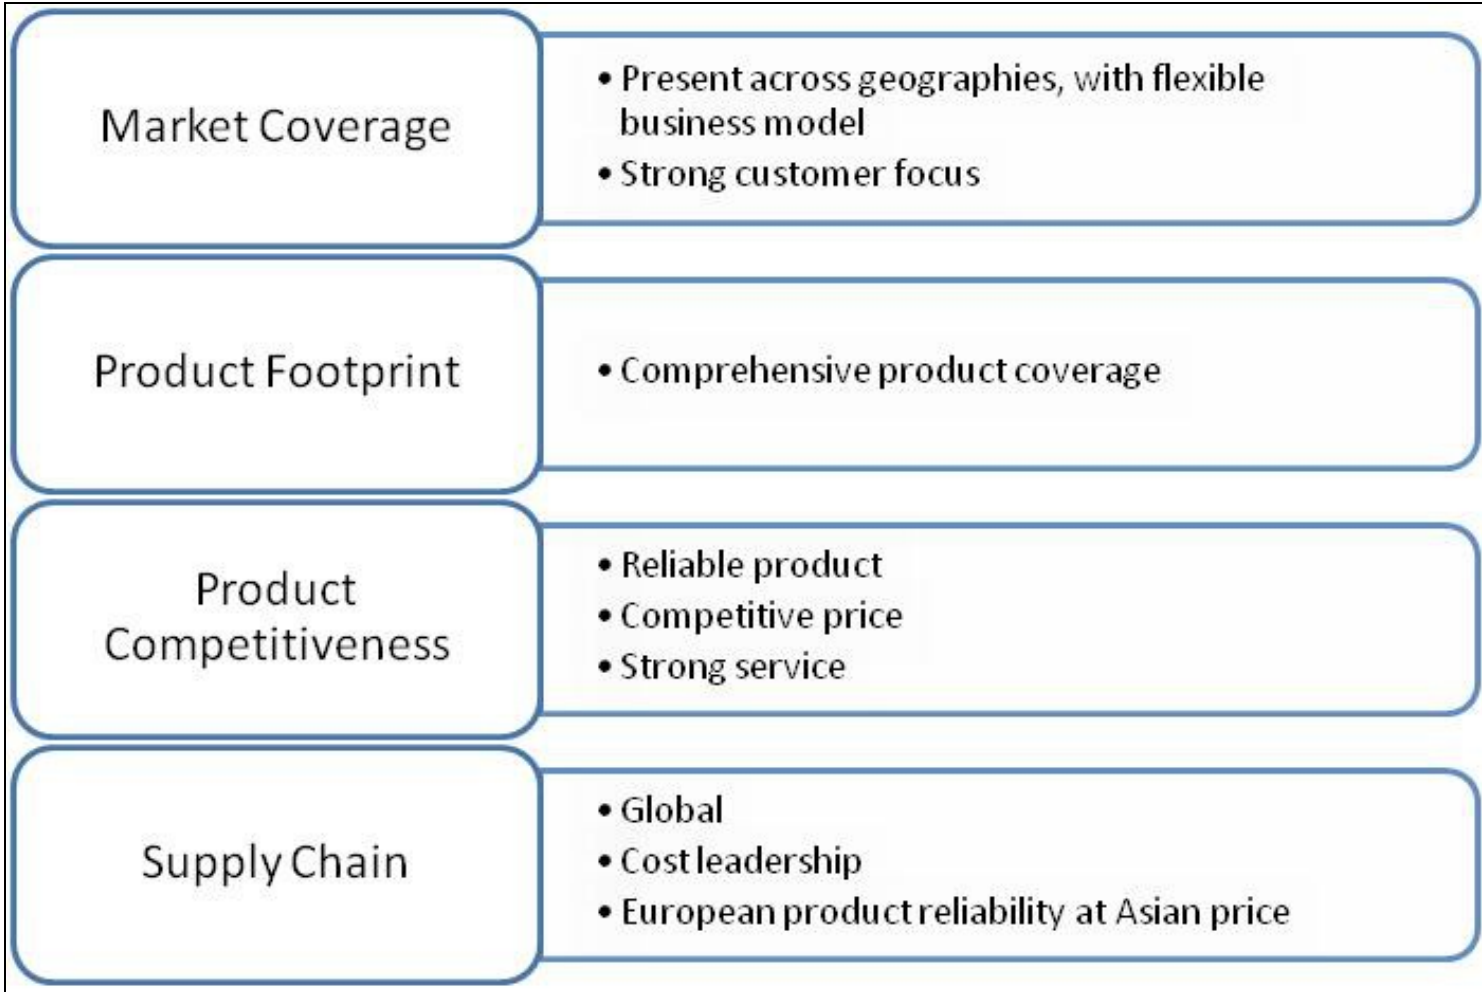 Market Coverage
• Present across geographies, with flexible
business model
• Strong customer focus
Product Footprint
• Comprehensive product coverage
Product
Competitiveness
• Reliable product
• Competitive price
• Strong service
Supply Chain
• Global
• Cost leadership
• European product reliability at Asian price